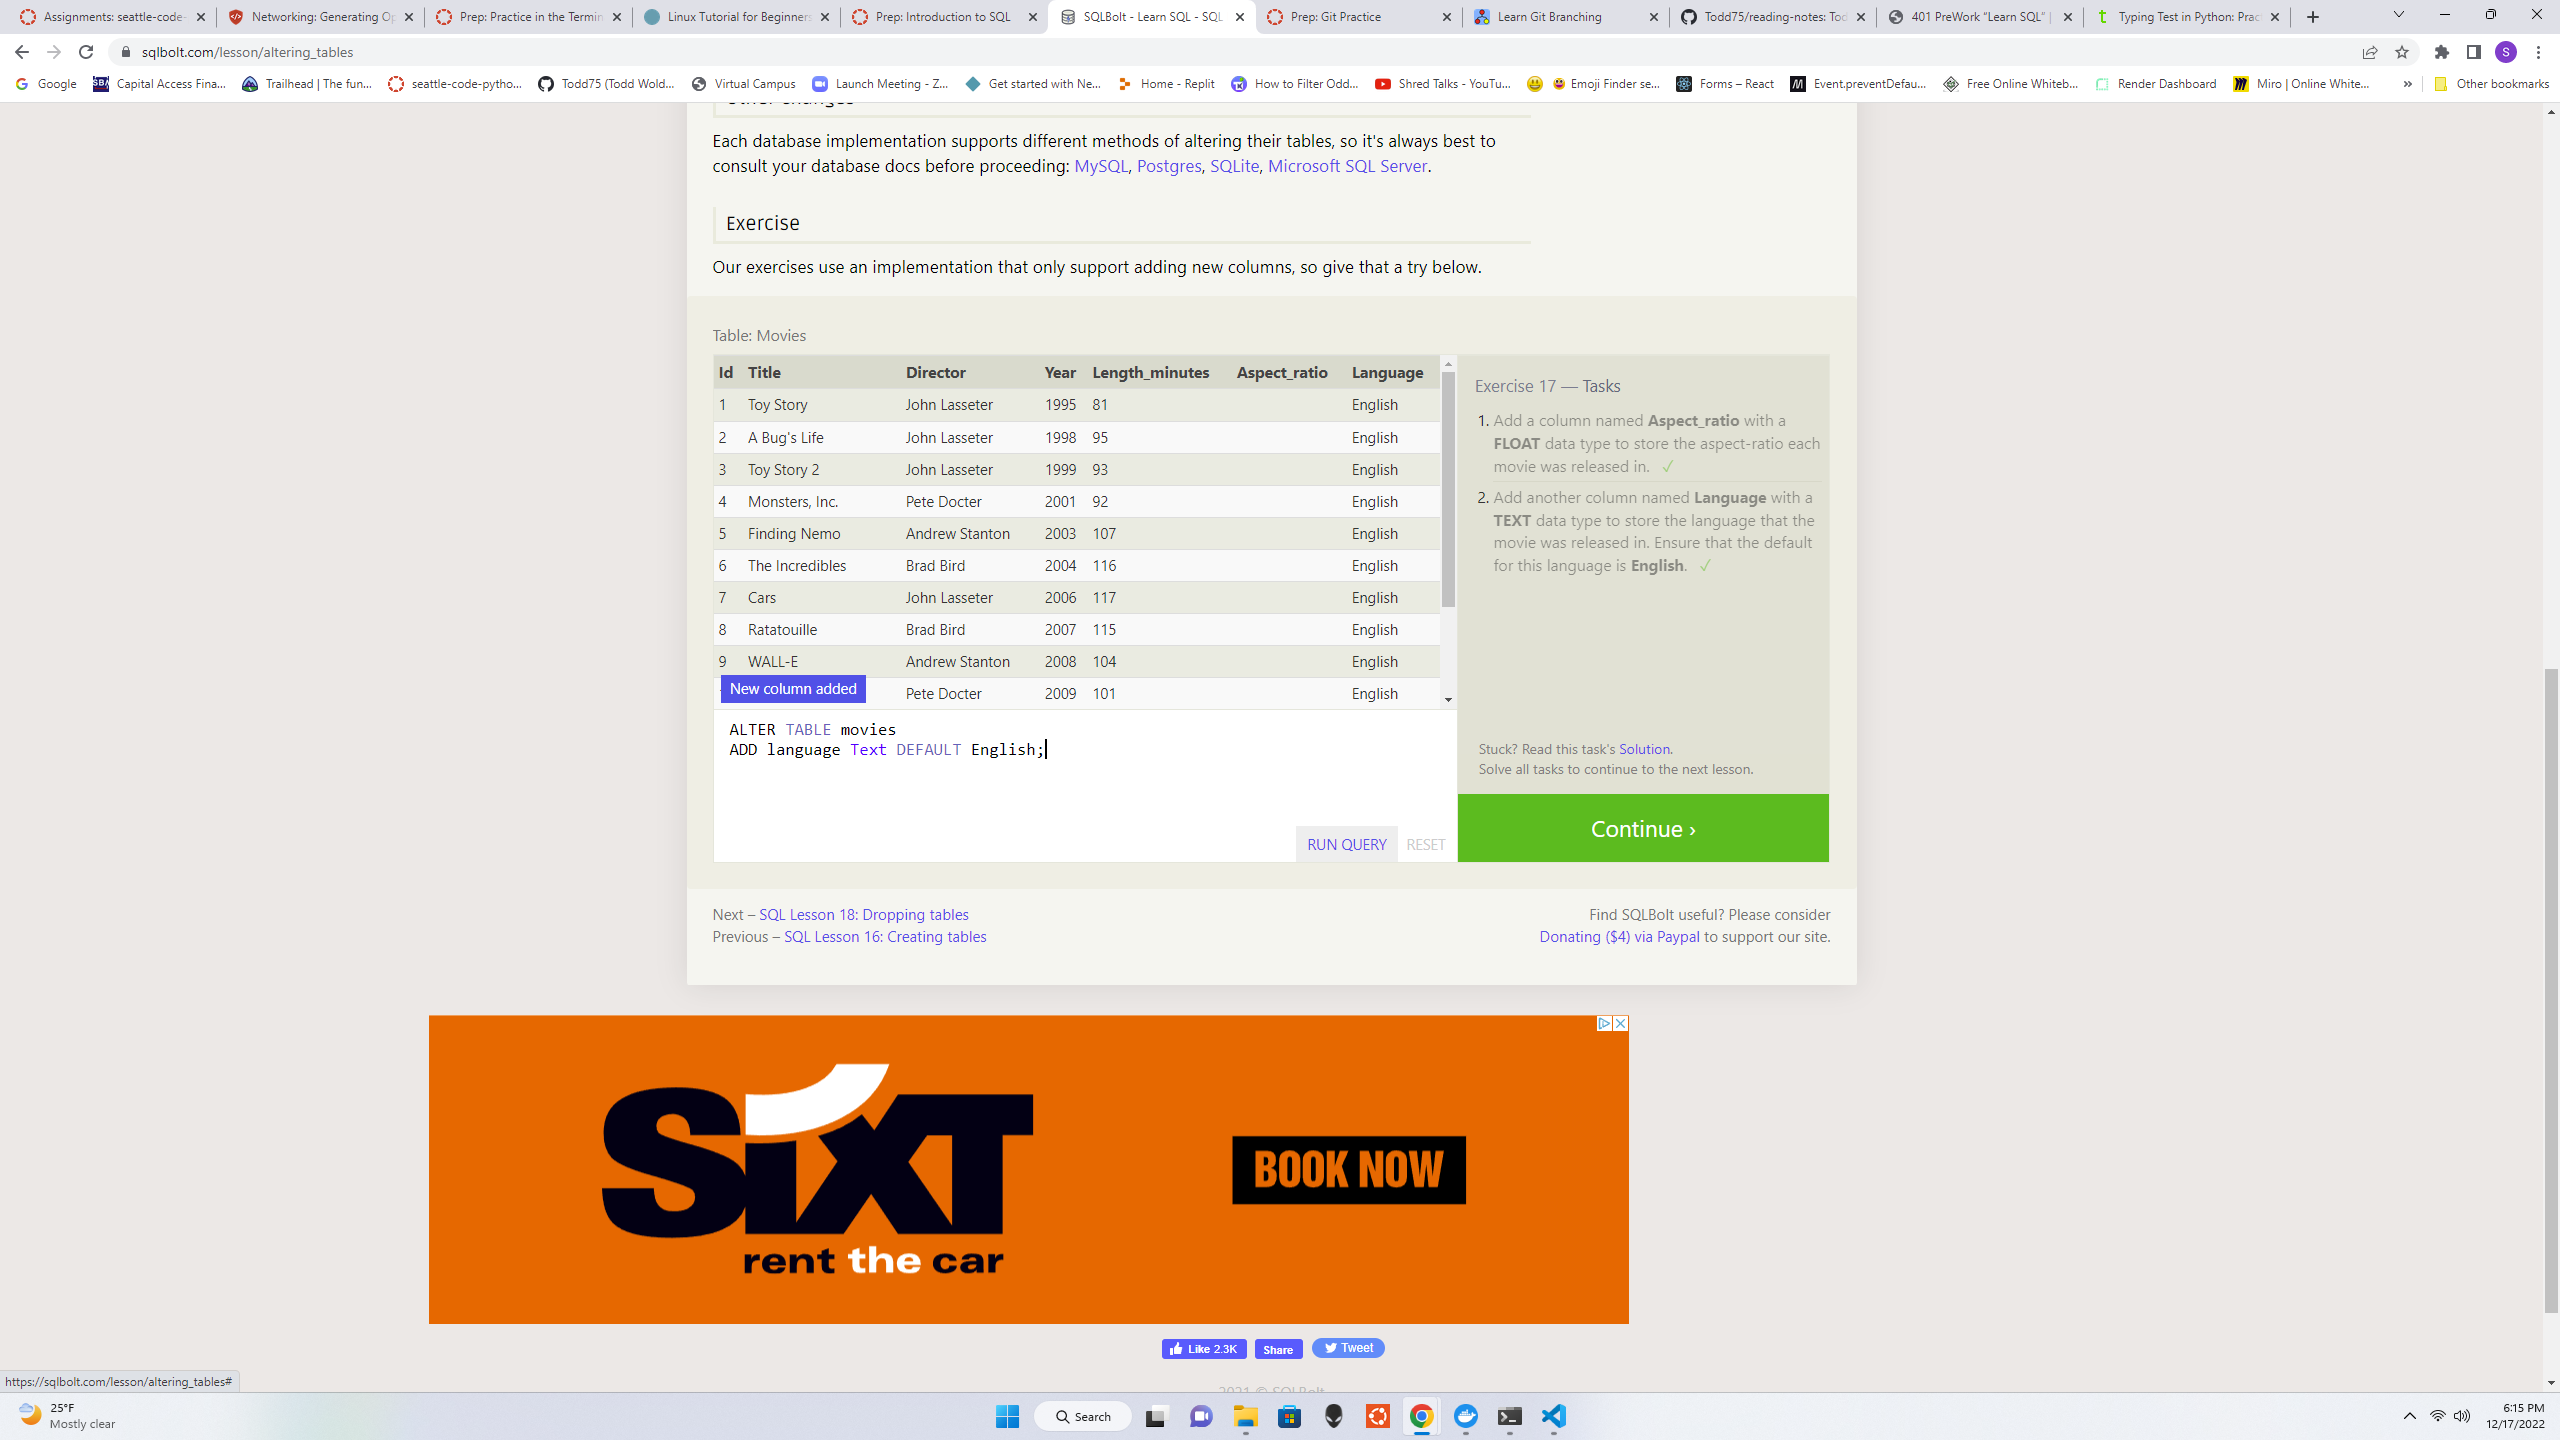 Assignments: seattle-code-
Networking: Generating Op
Prep: Practice in the Termin
Linux Tutorial for Beginners
Prep: Introduction to SQL
SQLBolt - Learn SQL - SQL
Prep: Git Practice
Learn Git Branching
Todd75/reading-notes: Tod
401 PreWork "Learn SQL" |
Typing Test in Python: Prac
sqlbolt.com/lesson/altering_tables
S
Google
Capital Access Fina...
Trailhead | The fun...
seattle-code-pytho...
Todd75 (Todd Wold...
Virtual Campus
Launch Meeting - Z...
Get started with Ne...
Home - Replit
How to Filter Odd...
Shred Talks - YouTu...
Emoji Finder se...
Forms – React
Event.preventDefau...
Free Online Whiteb...
Render Dashboard
Miro | Online White...
»
Other bookmarks
Other changes
Each database implementation supports different methods of altering their tables, so it's always best to
consult your database docs before proceeding: MySQL, Postgres, SQLite, Microsoft SQL Server.
Exercise
Our exercises use an implementation that only support adding new columns, so give that a try below.
Table: Movies
Id Title Director Year Length_minutes Aspect_ratio Language
1 Toy Story John Lasseter 1995 81 English
2 A Bug's Life John Lasseter 1998 95 English
3 Toy Story 2 John Lasseter 1999 93 English
4 Monsters, Inc. Pete Docter 2001 92 English
5 Finding Nemo Andrew Stanton 2003 107 English
6 The Incredibles Brad Bird 2004 116 English
7 Cars John Lasseter 2006 117 English
8 Ratatouille Brad Bird 2007 115 English
9 WALL-E Andrew Stanton 2008 104 English
New column added Pete Docter 2009 101 English
ALTER TABLE movies
ADD language Text DEFAULT English;
RUN QUERY RESET
Exercise 17 — Tasks
1. Add a column named Aspect_ratio with a
FLOAT data type to store the aspect-ratio each
movie was released in. ✓
2. Add another column named Language with a
TEXT data type to store the language that the
movie was released in. Ensure that the default
for this language is English. ✓
Stuck? Read this task's Solution.
Solve all tasks to continue to the next lesson.
Continue ›
Next – SQL Lesson 18: Dropping tables
Previous – SQL Lesson 16: Creating tables
Find SQLBolt useful? Please consider
Donating ($4) via Paypal to support our site.
SIXT
rent the car
BOOK NOW
Like 2.3K
Share
Tweet
2021 © SQLBolt
https://sqlbolt.com/lesson/altering_tables#
25°F
Mostly clear
Search
6:15 PM
12/17/2022